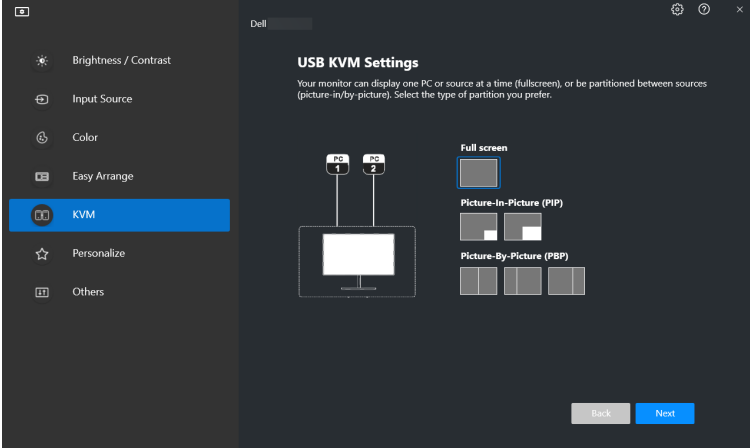 Dell
Brightness / Contrast
Input Source
Color
Easy Arrange
KVM
Personalize
Others
USB KVM Settings
Your monitor can display one PC or source at a time (fullscreen), or be partitioned between sources
(picture-in/by-picture). Select the type of partition you prefer.
PC
1
PC
2
Full screen
Picture-In-Picture (PIP)
Picture-By-Picture (PBP)
Back
Next